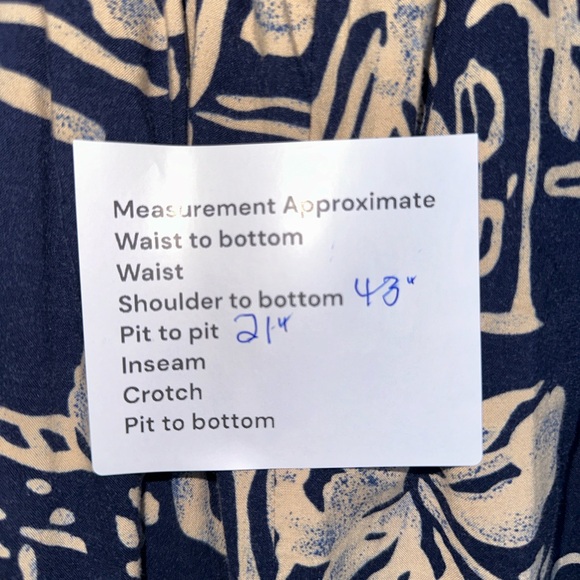 Measurement Approximate
Waist to bottom
Waist
Shoulder to bottom 43"
Pit to pit 21"
Inseam
Crotch
Pit to bottom